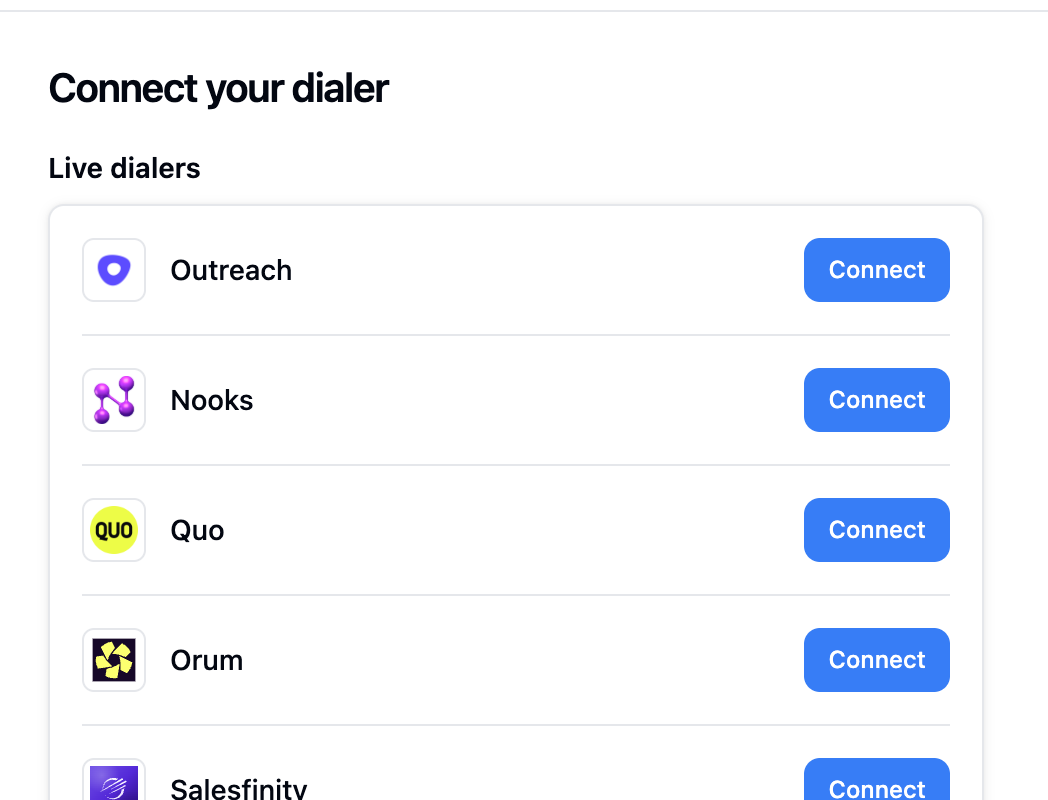 Connect your dialer
Live dialers
Outreach
Connect
Nooks
Connect
QUO
Quo
Connect
Orum
Connect
Salesfinity
Connect